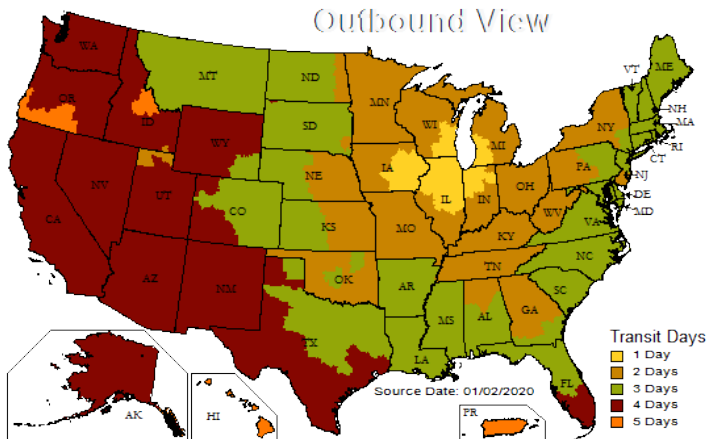 Outbound View
WA
MT
ND
MN
WI
MI
VT
ME
NH
MA
RI
CT
NY
OR
ID
WY
SD
IA
NE
PA
NJ
DE
MD
NV
UT
CO
KS
MO
IL
IN
OH
WV
VA
KY
CA
AZ
NM
OK
AR
TN
NC
SC
TX
LA
MS
AL
GA
FL
AK
HI
PR
Source Date: 01/02/2020
Transit Days
1 Day
2 Days
3 Days
4 Days
5 Days